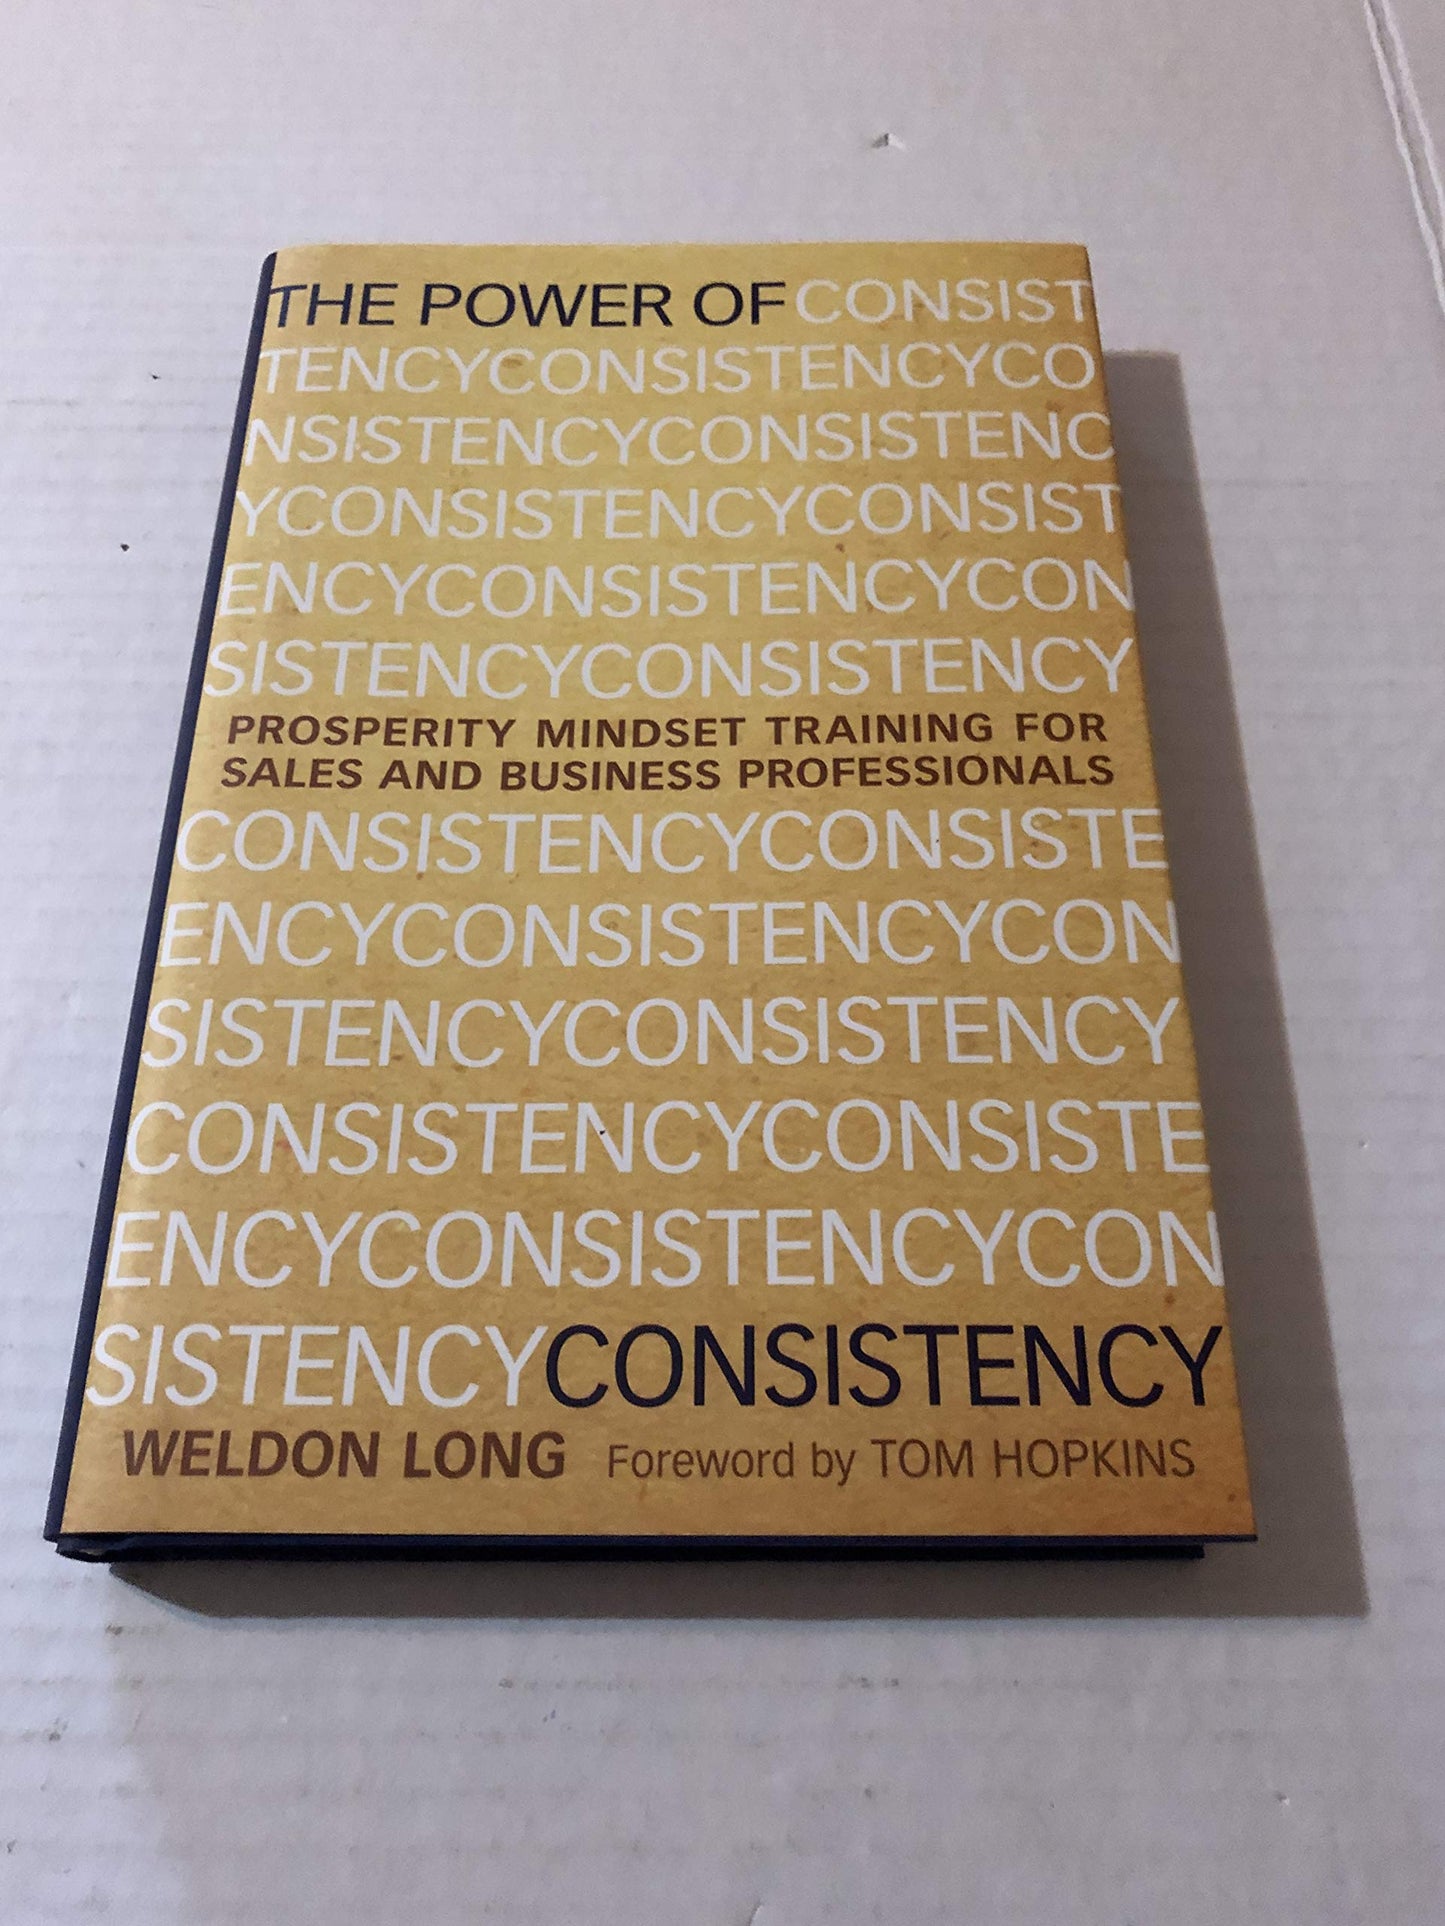 THE POWER OF CONSIST
TENCYCONSISTENCYCO
NSISTENCYCONSISTENC
YCONSISTENCYCONSIST
ENCYCONSISTENCYCON
SISTENCYCONSISTENCY
PROSPERITY MINDSET TRAINING FOR
SALES AND BUSINESS PROFESSIONALS
CONSISTENCYCONSISTE
ENCYCONSISTENCYCON
SISTENCYCONSISTENCY
CONSISTENCYCONSISTE
ENCYCONSISTENCYCON
SISTENCYCONSISTENCY
WELDON LONG Foreword by TOM HOPKINS